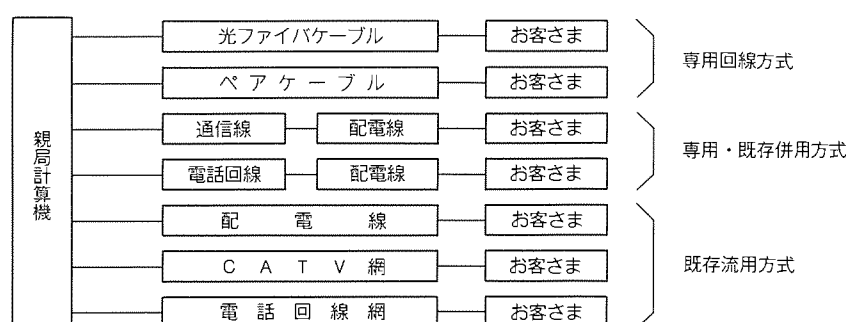 親局計算機
光ファイバケーブル お客さま
ペアケーブル お客さま
専用回線方式
通信線 配電線 お客さま
電話回線 配電線 お客さま
専用・既存併用方式
配電線 お客さま
CATV網 お客さま
電話回線網 お客さま
既存流用方式